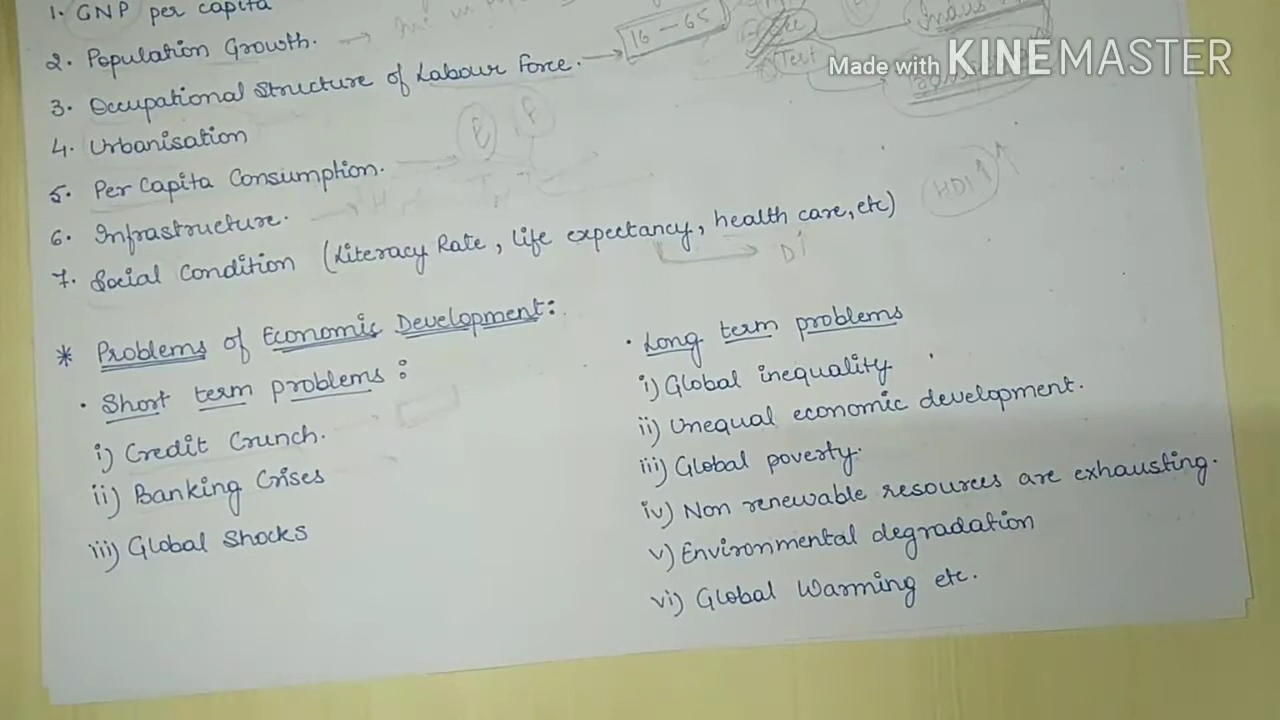 1. GNP per capita
2. Population Growth.
3. Occupational Structure of Labour Force. → 16-65
4. Urbanisation
5. Per Capita Consumption.
6. Infrastructure.
7. Social Condition (Literacy Rate, life expectancy, health care, etc)
HDI ↑ ↑
* Problems of Economic Development:
· Short term problems:
i) Credit Crunch.
ii) Banking Crises
iii) Global Shocks
· Long term problems
i) Global inequality
ii) Unequal economic development.
iii) Global poverty.
iv) Non renewable resources are exhausting.
v) Environmental degradation
vi) Global Warming etc.
Made with KINEMASTER